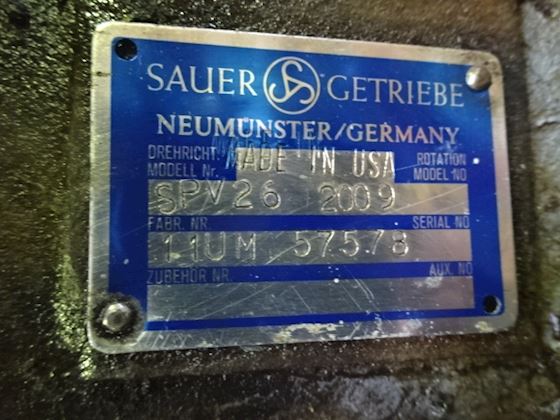 SAUER GETRIEBE
NEUMÜNSTER/GERMANY
DREHRICHT. MADE IN USA ROTATION
MODELL Nr. MODEL NO
SPV26 2009
FABR. NR. SERIAL NO
11UM 57578
ZUBEHÖR NR. AUX. NO